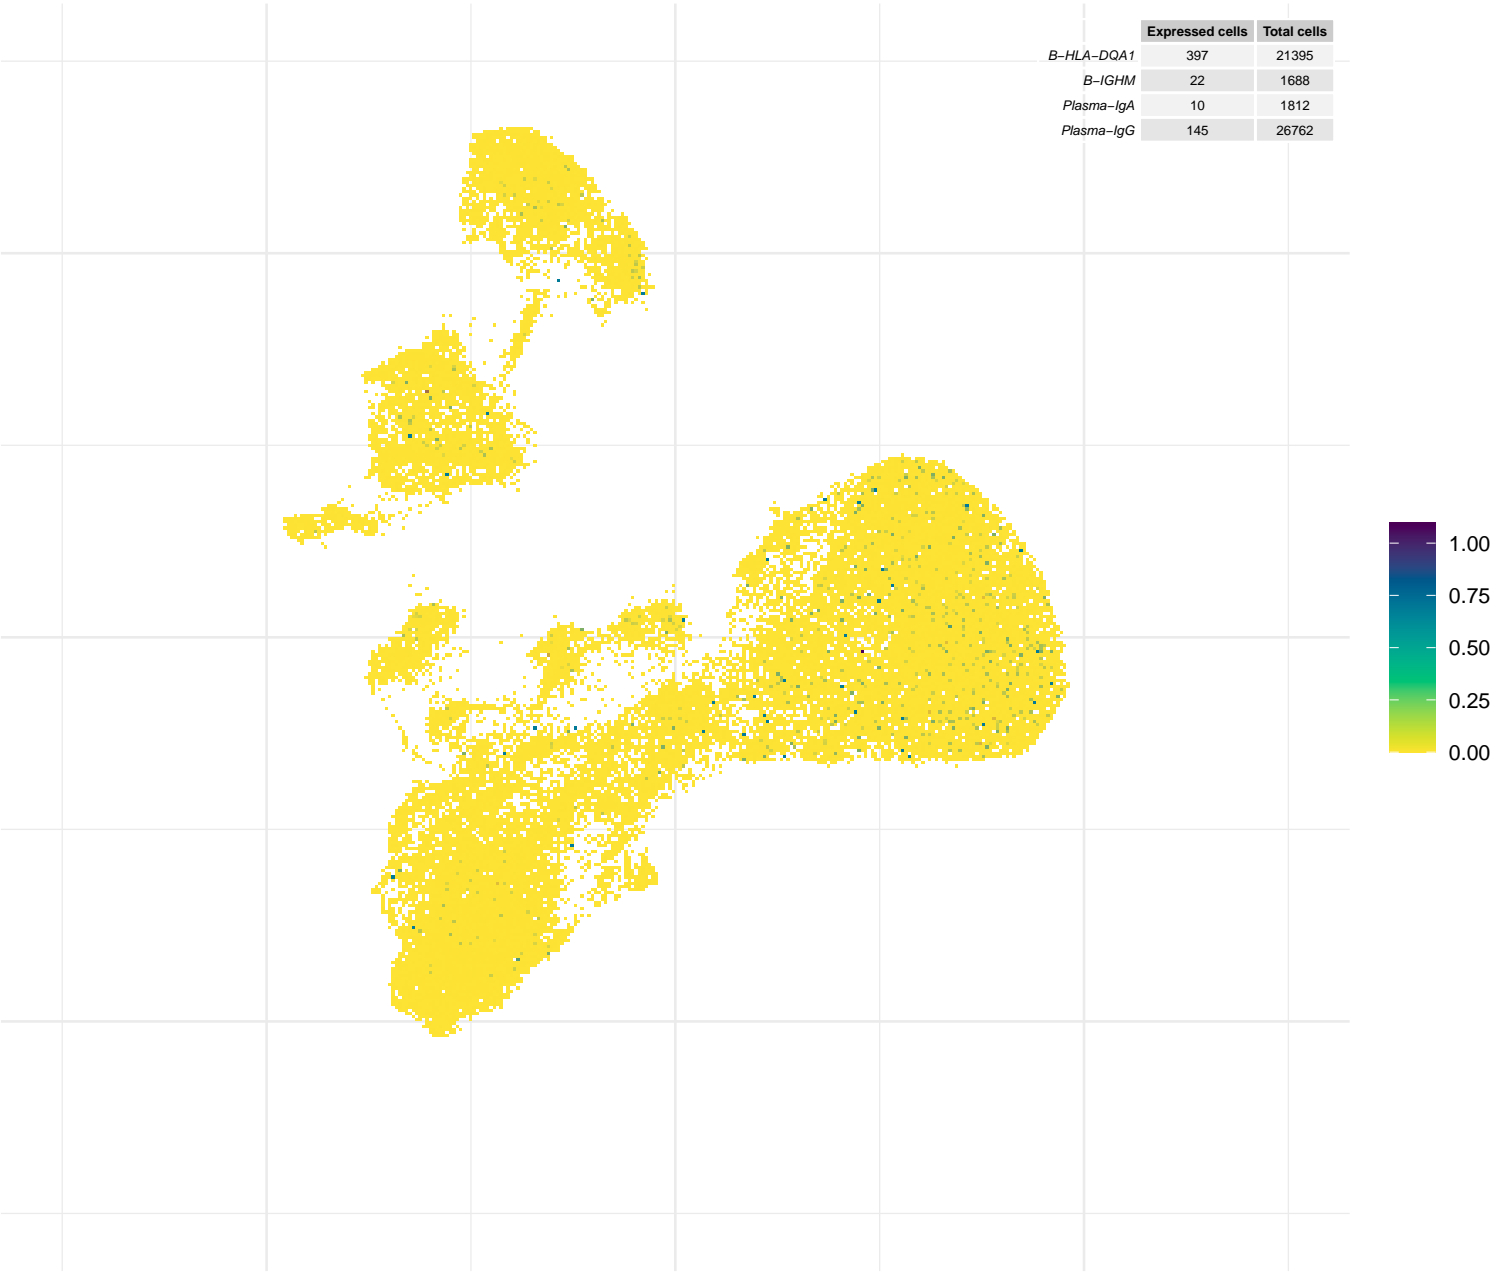 Expressed cells Total cells
B−HLA−DQA1 397 21395
B−IGHM 22 1688
Plasma−IgA 10 1812
Plasma−IgG 145 26762
1.00
0.75
0.50
0.25
0.00